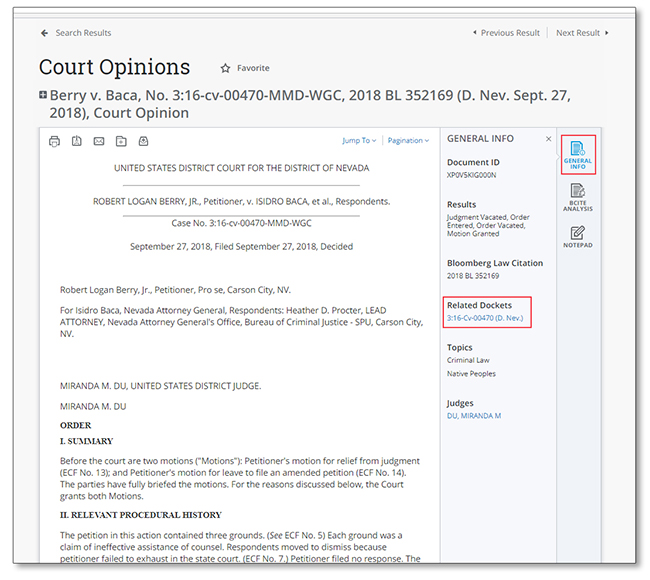 Search Results
Previous Result
Next Result
Court Opinions
Favorite
Berry v. Baca, No. 3:16-cv-00470-MMD-WGC, 2018 BL 352169 (D. Nev. Sept. 27,
2018), Court Opinion
Jump To
Pagination
UNITED STATES DISTRICT COURT FOR THE DISTRICT OF NEVADA
ROBERT LOGAN BERRY, JR., Petitioner, v. ISIDRO BACA, et al., Respondents.
Case No. 3:16-cv-00470-MMD-WGC
September 27, 2018, Filed September 27, 2018, Decided
Robert Logan Berry, Jr., Petitioner, Pro se, Carson City, NV.
For Isidro Baca, Nevada Attorney General, Respondents: Heather D. Procter, LEAD
ATTORNEY, Nevada Attorney General's Office, Bureau of Criminal Justice - SPU, Carson City,
NV.
MIRANDA M. DU, UNITED STATES DISTRICT JUDGE.
MIRANDA M. DU
ORDER
I. SUMMARY
Before the court are two motions ("Motions"): Petitioner's motion for relief from judgment
(ECF No. 13); and Petitioner's motion for leave to file an amended petition (ECF No. 14).
The parties have fully briefed the motions. For the reasons discussed below, the Court
grants both Motions.
II. RELEVANT PROCEDURAL HISTORY
The petition in this action contained three grounds. (See ECF No. 5) Each ground was a
claim of ineffective assistance of counsel. Respondents moved to dismiss because
petitioner failed to exhaust in the state court. (ECF No. 7.) Petitioner filed no response. The
GENERAL INFO
Document ID
XP0V5KIG000N
Results
Judgment Vacated, Order
Entered, Order Vacated,
Motion Granted
Bloomberg Law Citation
2018 BL 352169
Related Dockets
3:16-Cv-00470 (D. Nev.)
Topics
Criminal Law
Native Peoples
Judges
DU, MIRANDA M
GENERAL
INFO
BCITE
ANALYSIS
NOTEPAD